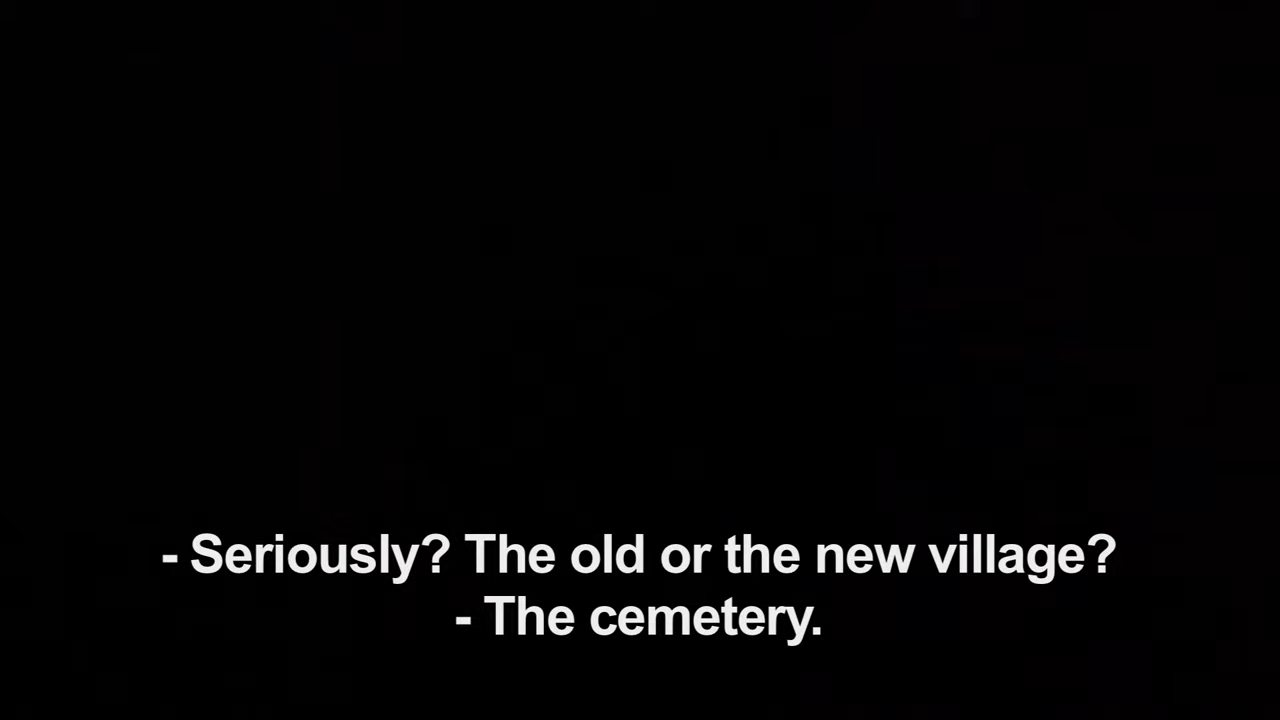 - Seriously? The old or the new village?
- The cemetery.